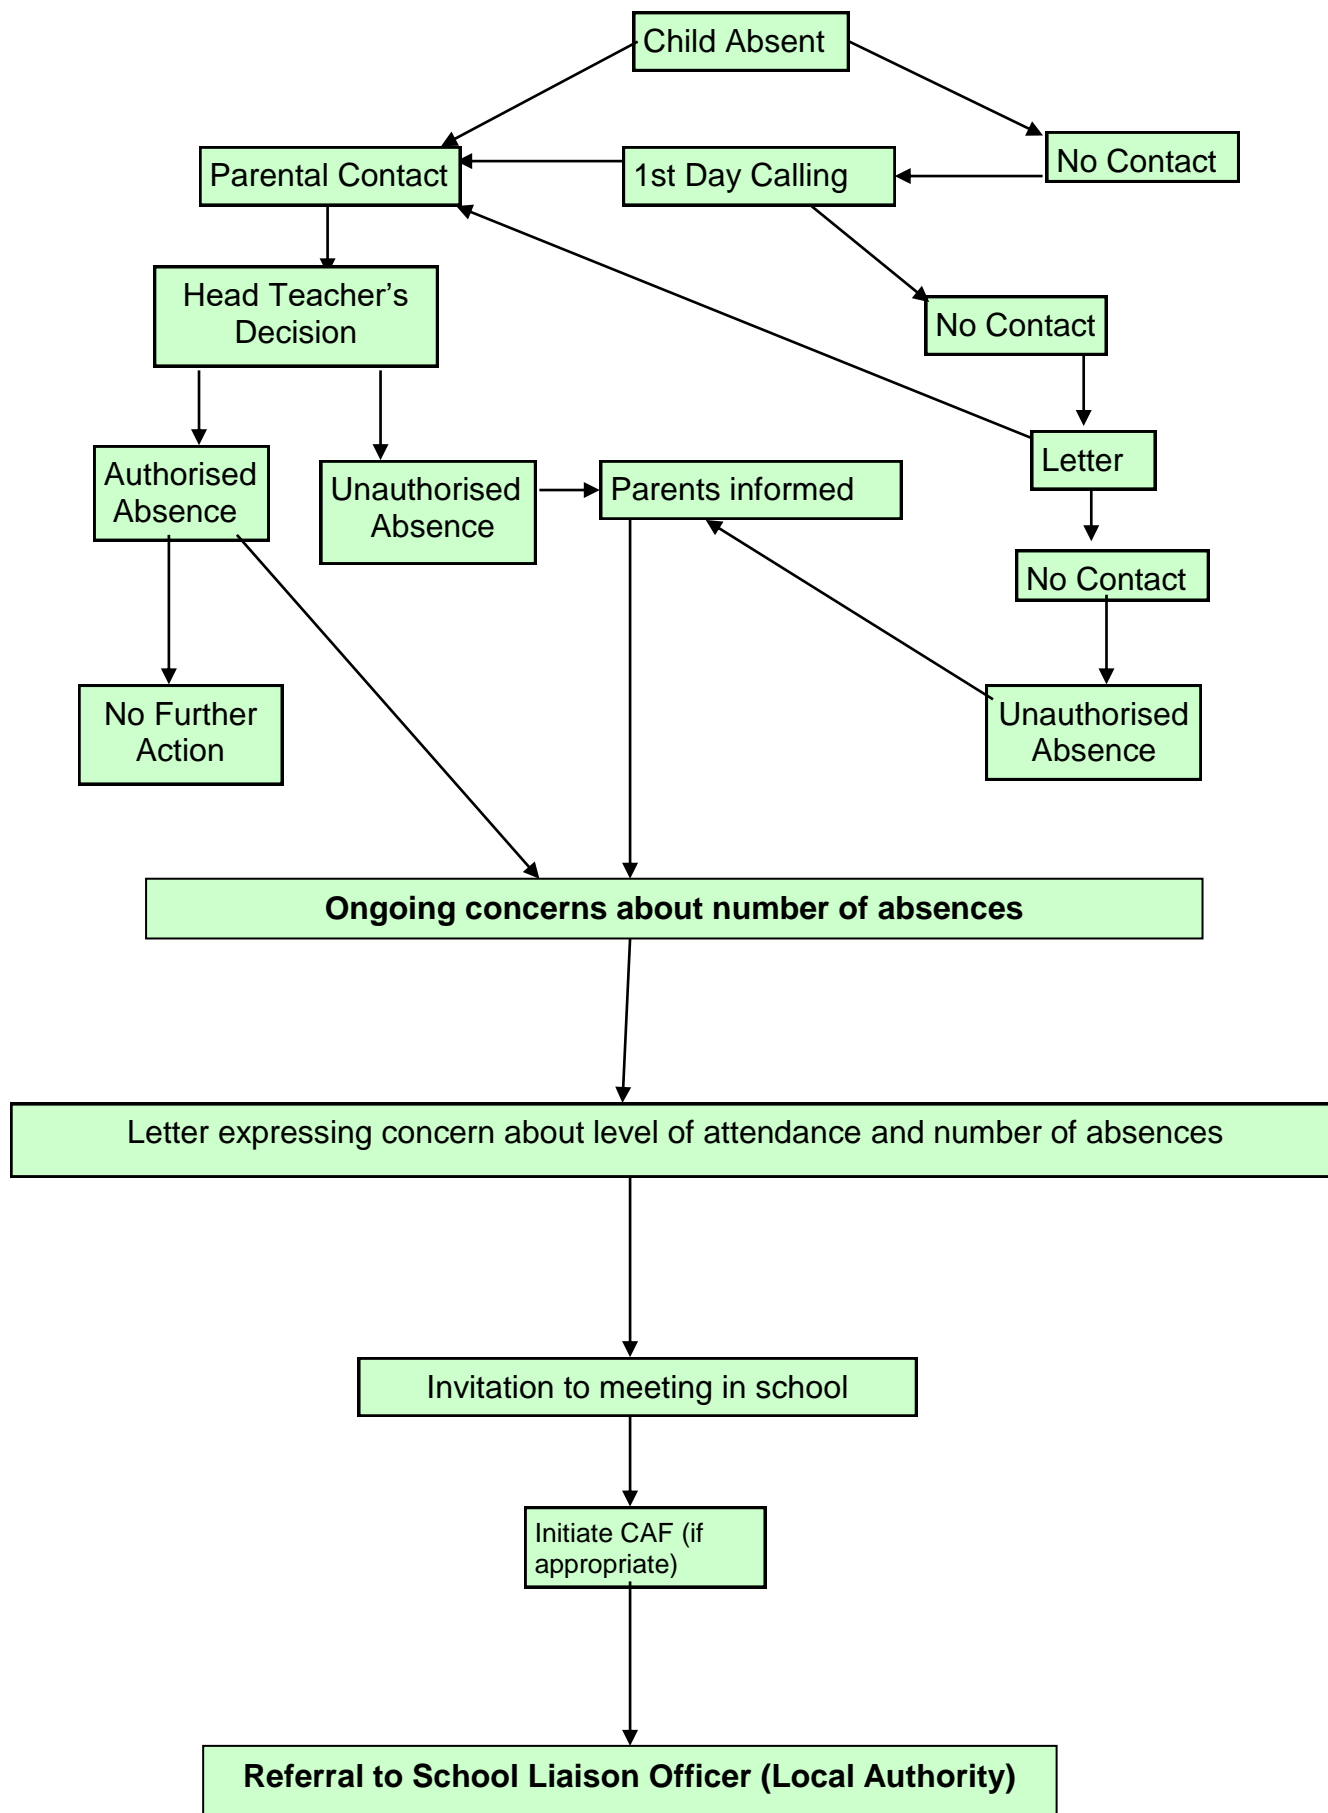 Child Absent
No Contact
Parental Contact
1st Day Calling
Head Teacher’s
Decision
No Contact
Authorised
Absence
Unauthorised
Absence
Parents informed
Letter
No Contact
No Further
Action
Unauthorised
Absence
Ongoing concerns about number of absences
Letter expressing concern about level of attendance and number of absences
Invitation to meeting in school
Initiate CAF (if
appropriate)
Referral to School Liaison Officer (Local Authority)